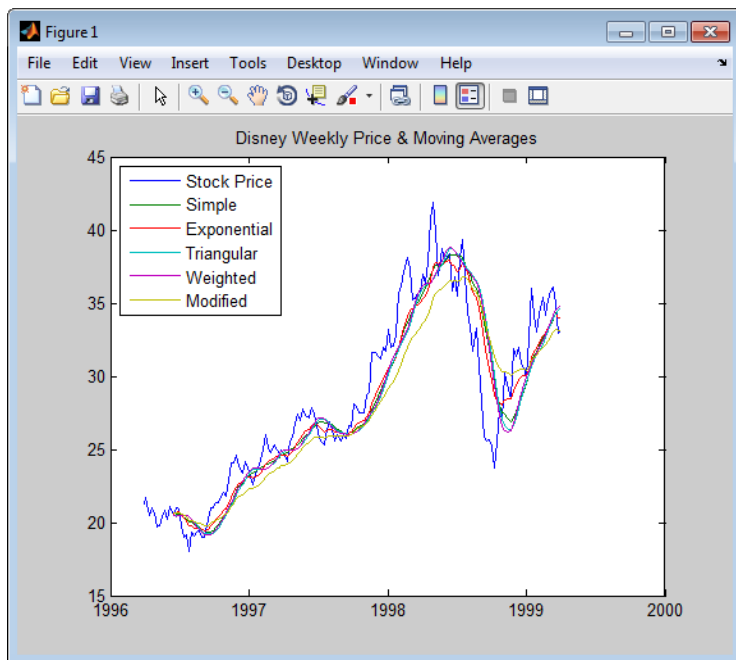 Figure 1
File Edit View Insert Tools Desktop Window Help
Disney Weekly Price & Moving Averages
45
40
35
30
25
20
15
Stock Price
Simple
Exponential
Triangular
Weighted
Modified
1996 1997 1998 1999 2000